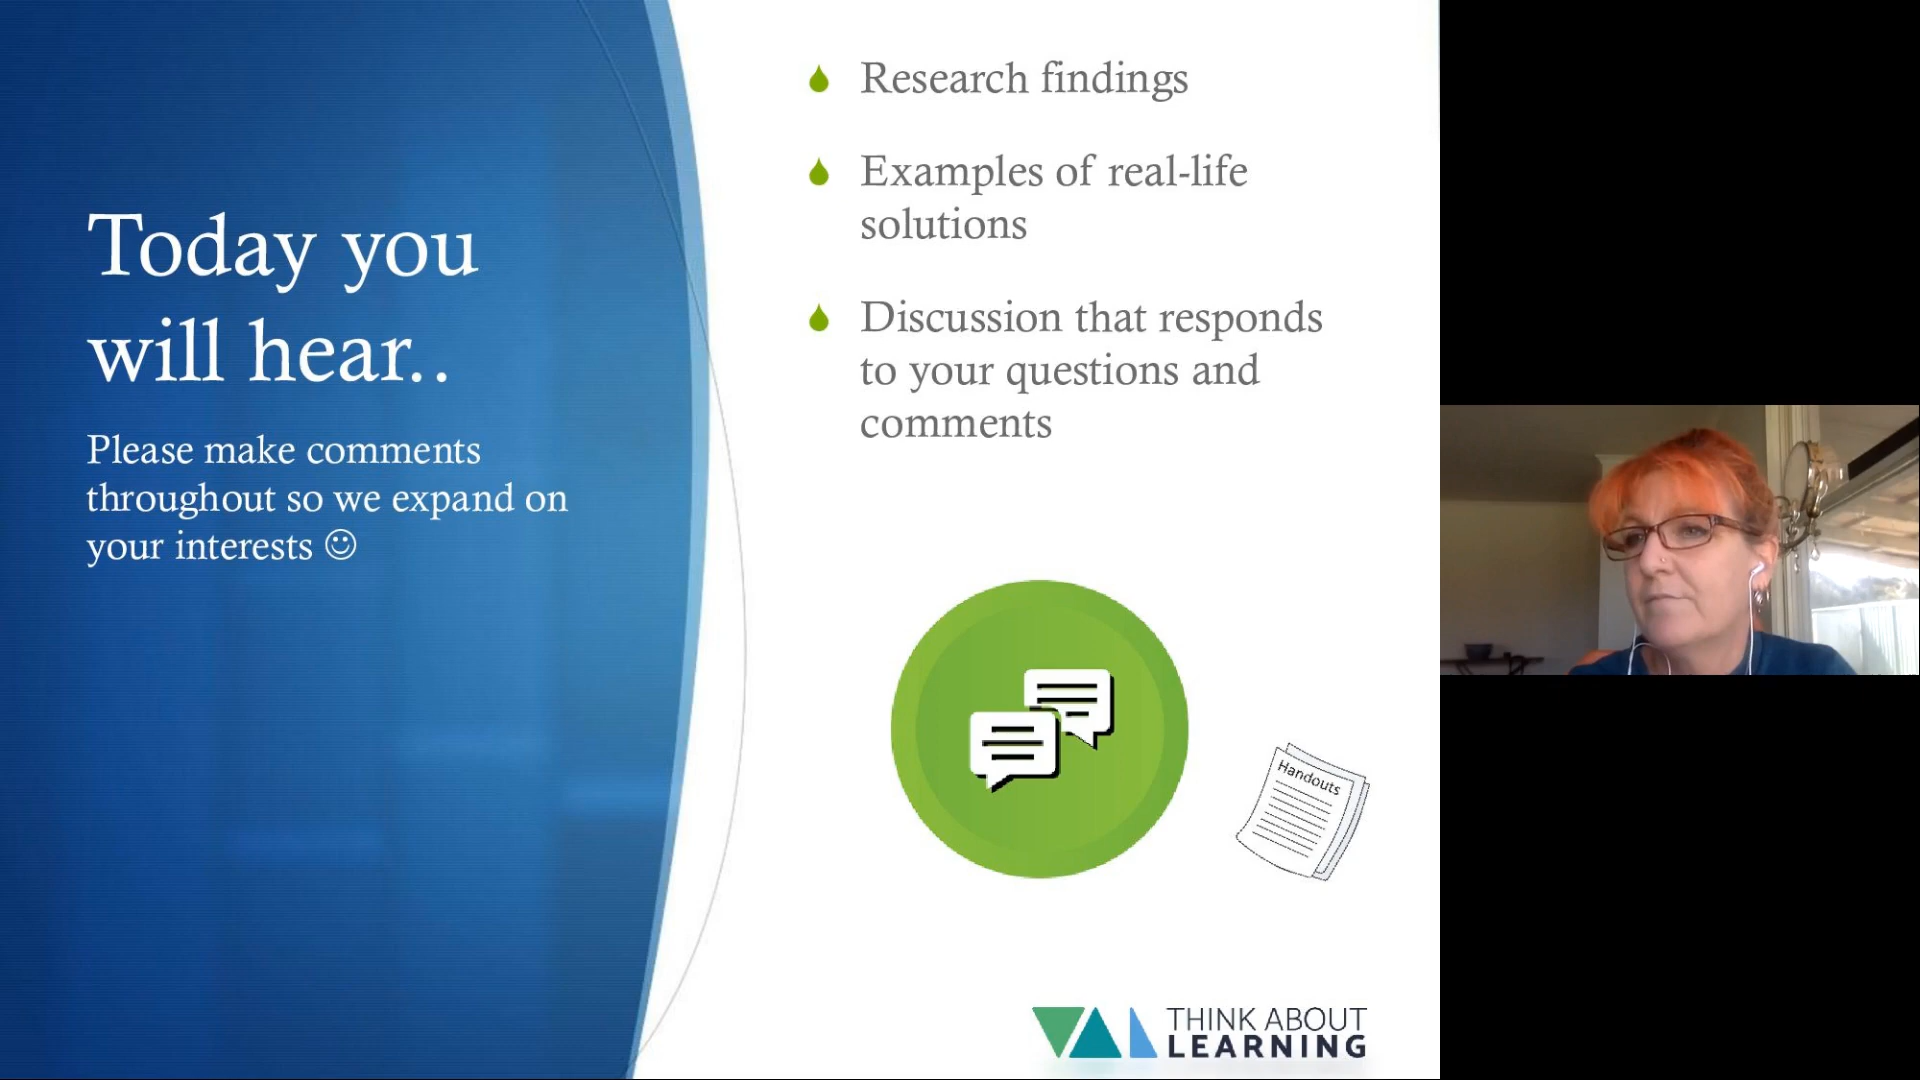 Today you
will hear..
Please make comments
throughout so we expand on
your interests ☺
Research findings
Examples of real-life
solutions
Discussion that responds
to your questions and
comments
Handouts
THINK ABOUT
LEARNING